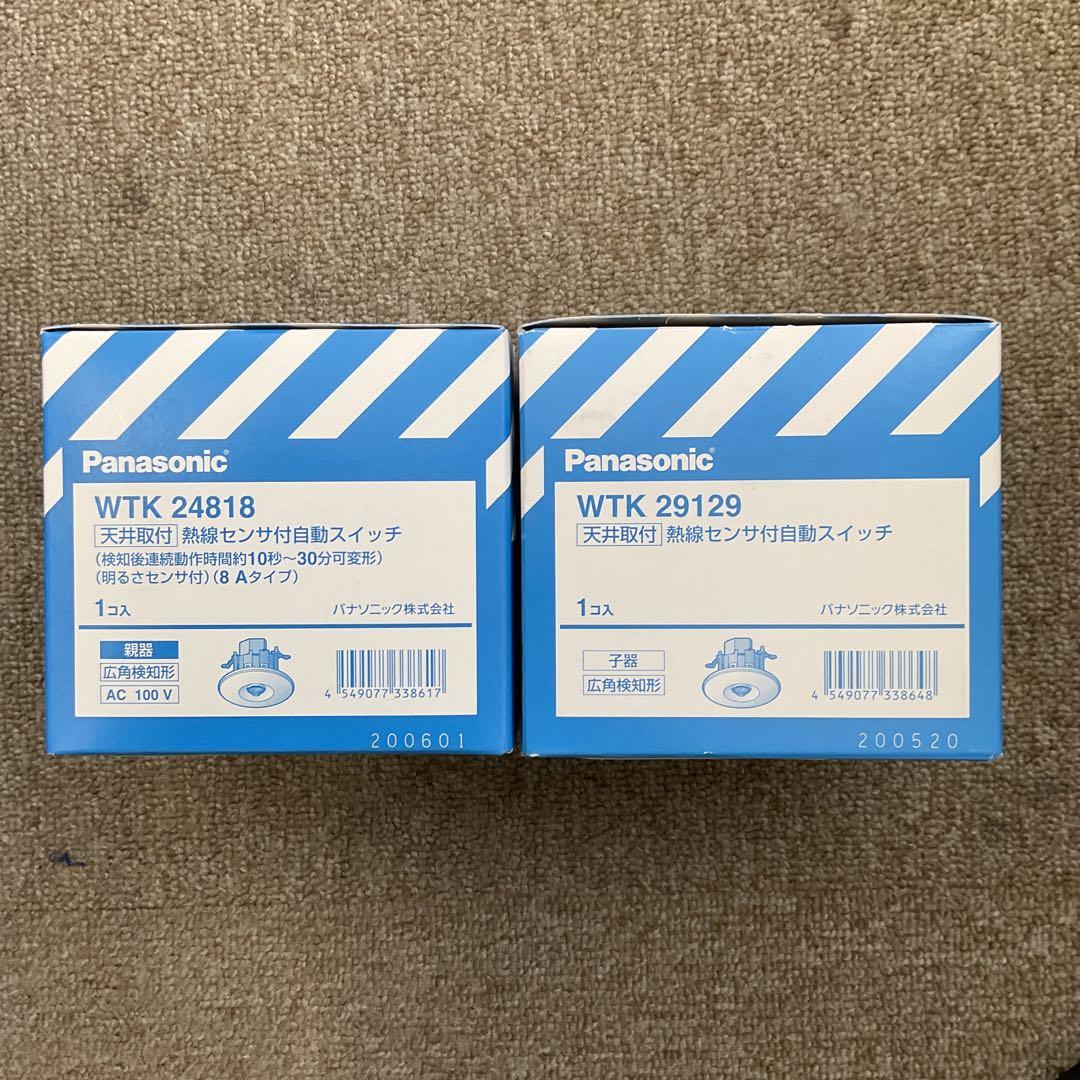 Panasonic
WTK 24818
天井取付 熱線センサ付自動スイッチ
(検知後連続動作時間約10秒～30分可変形)
(明るさセンサ付)(8 Aタイプ)
1コ入 パナソニック株式会社
親器
広角検知形
AC 100 V
4 549077 338617
200601
Panasonic
WTK 29129
天井取付 熱線センサ付自動スイッチ
1コ入 パナソニック株式会社
子器
広角検知形
4 549077 338648
200520